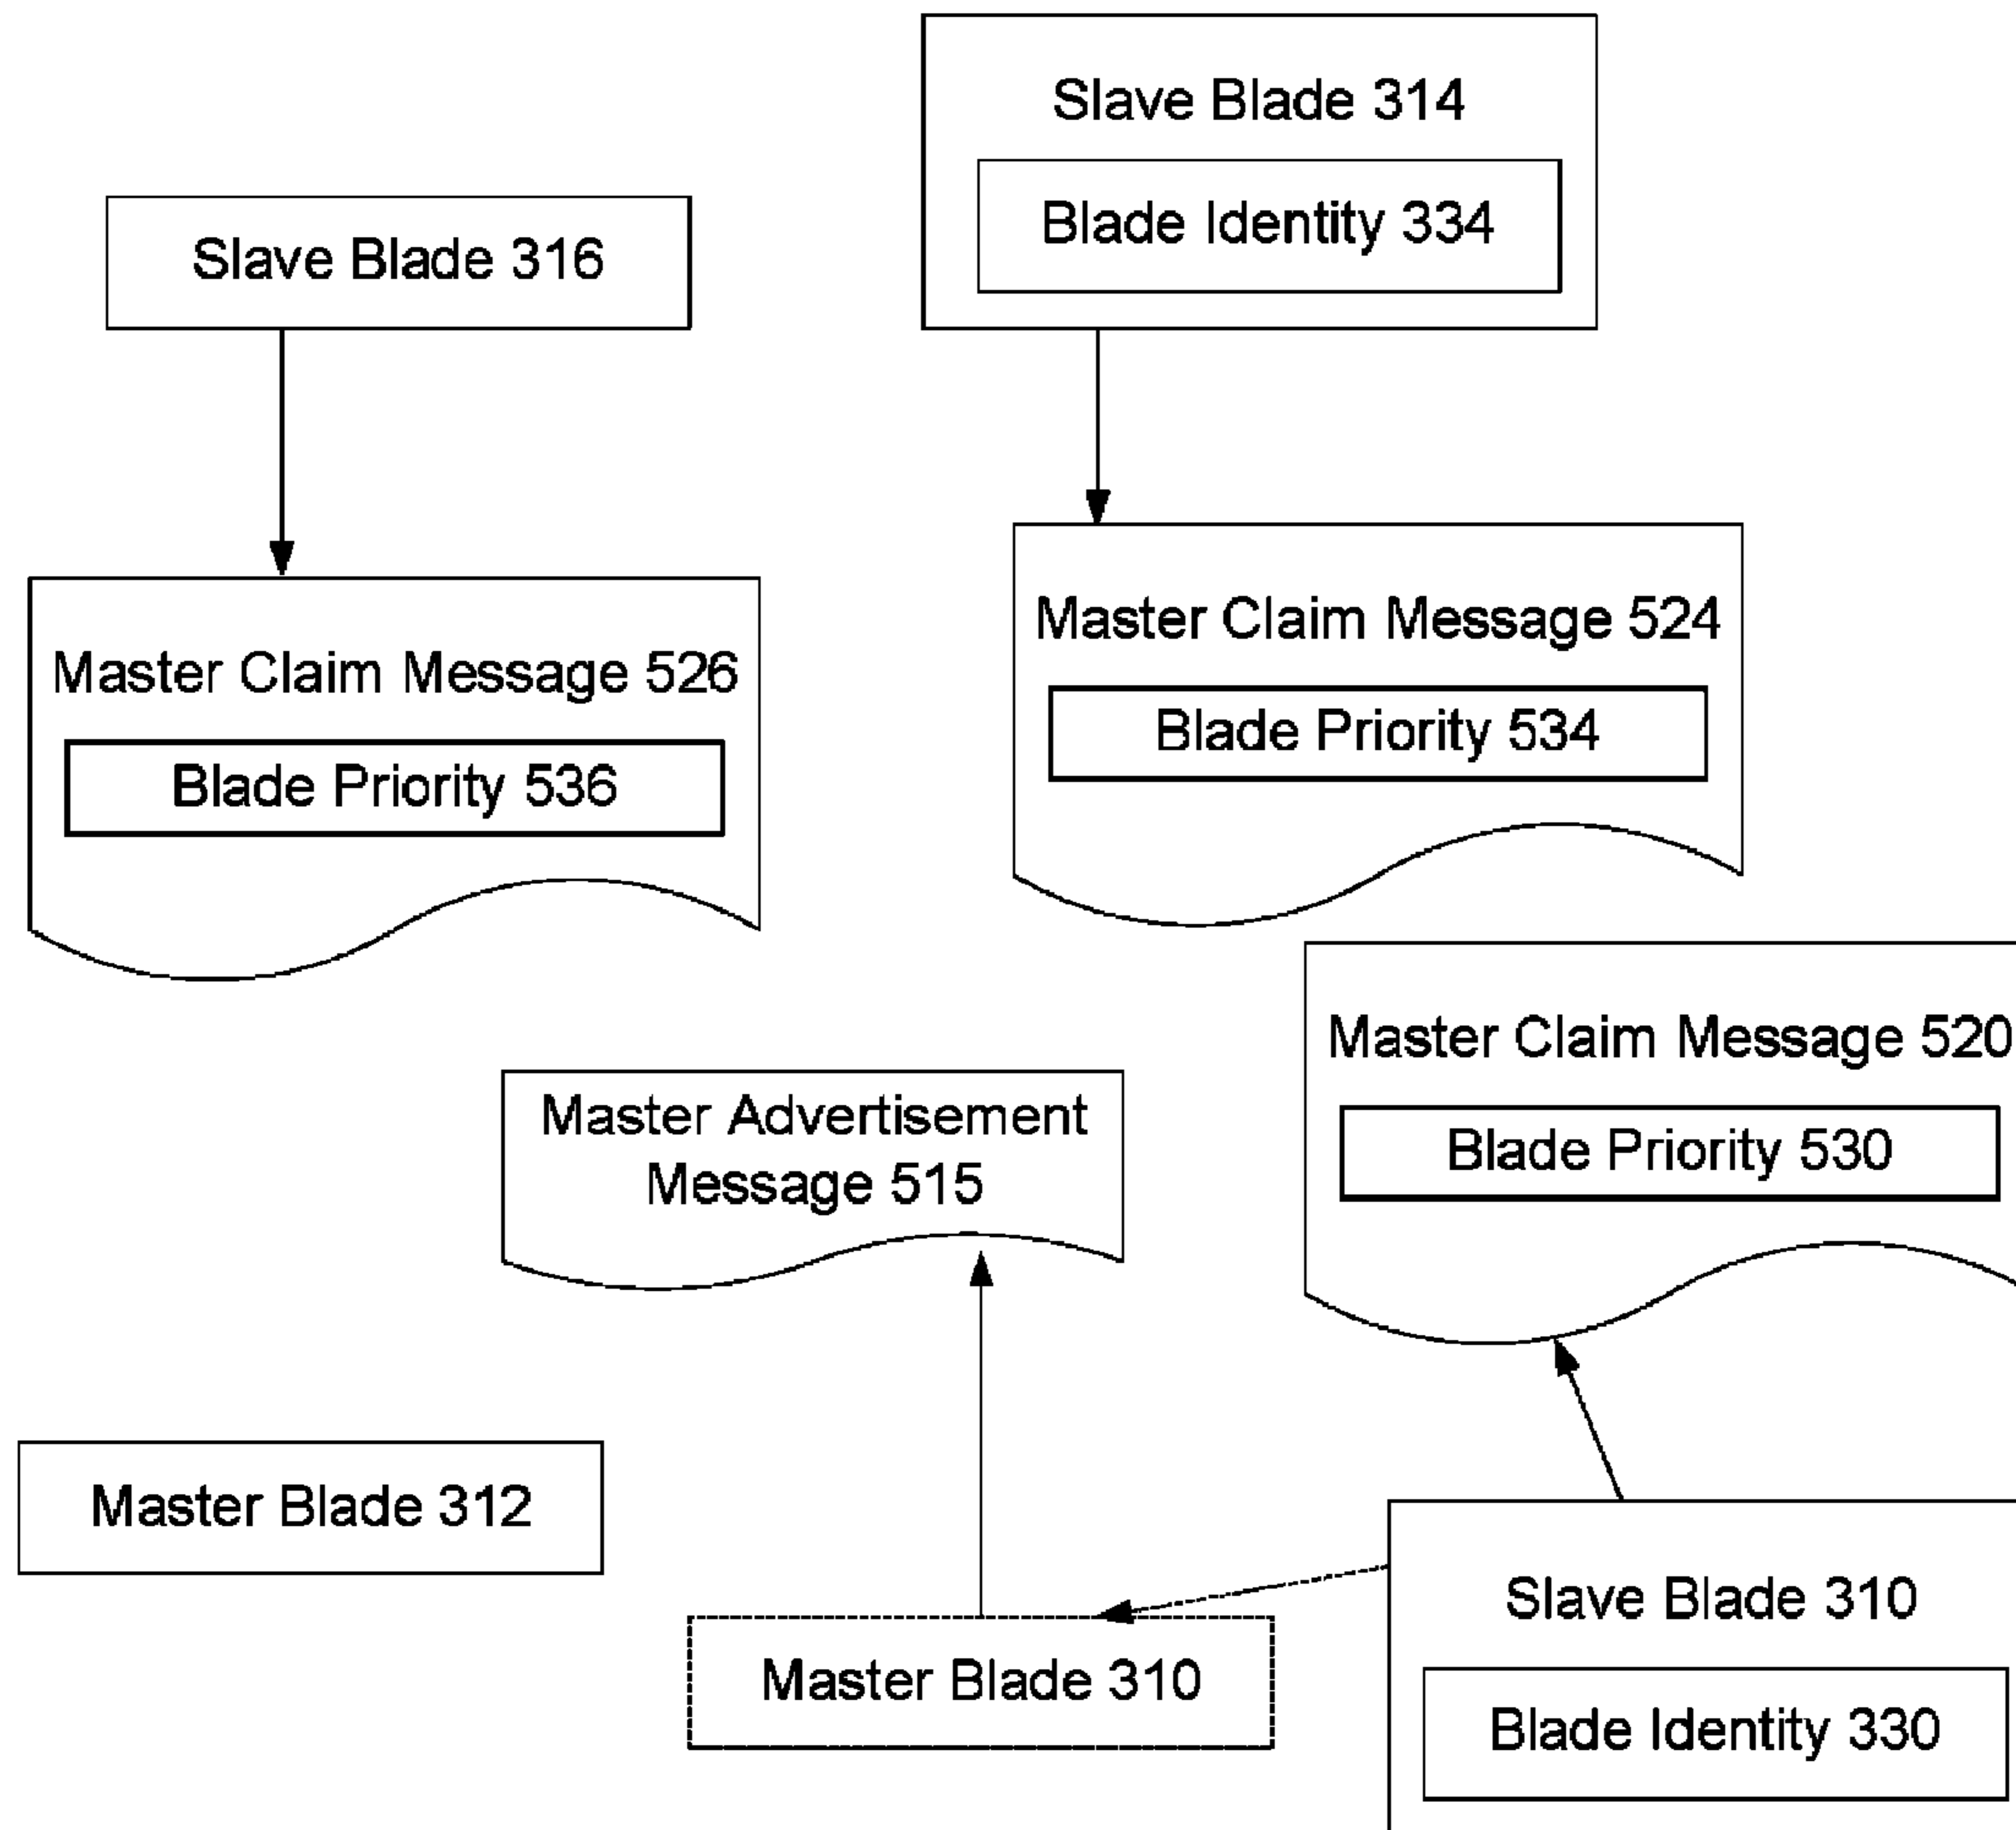 Slave Blade 314
Blade Identity 334
Slave Blade 316
Master Claim Message 524
Blade Priority 534
Master Claim Message 526
Blade Priority 536
Master Claim Message 520
Blade Priority 530
Master Advertisement
Message 515
Master Blade 312
Master Blade 310
Slave Blade 310
Blade Identity 330